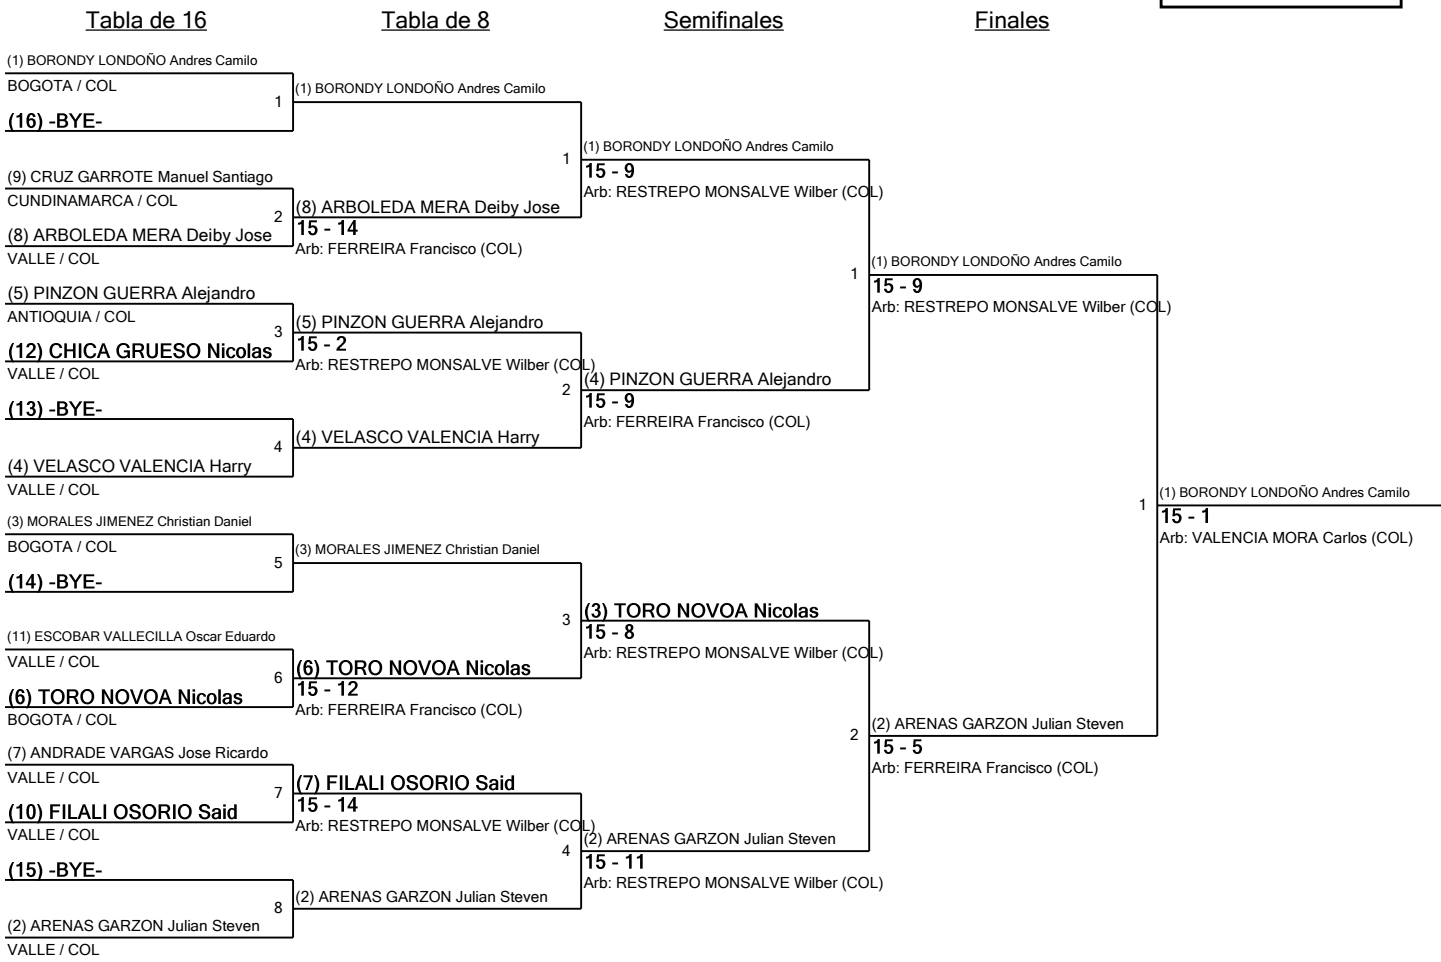 Tabla de 16
Tabla de 8
Semifinales
Finales
(1) BORONDY LONDOÑO Andres Camilo
BOGOTA / COL
1
(16) -BYE-
(9) CRUZ GARROTE Manuel Santiago
CUNDINAMARCA / COL
2
(8) ARBOLEDA MERA Deiby Jose
VALLE / COL
(5) PINZON GUERRA Alejandro
ANTIOQUIA / COL
3
(12) CHICA GRUESO Nicolas
VALLE / COL
(13) -BYE-
4
(4) VELASCO VALENCIA Harry
VALLE / COL
(3) MORALES JIMENEZ Christian Daniel
BOGOTA / COL
5
(14) -BYE-
(11) ESCOBAR VALLECILLA Oscar Eduardo
VALLE / COL
6
(6) TORO NOVOA Nicolas
BOGOTA / COL
(7) ANDRADE VARGAS Jose Ricardo
VALLE / COL
7
(10) FILALI OSORIO Said
VALLE / COL
(15) -BYE-
8
(2) ARENAS GARZON Julian Steven
VALLE / COL
(1) BORONDY LONDOÑO Andres Camilo
1
(8) ARBOLEDA MERA Deiby Jose
15 - 14
Arb: FERREIRA Francisco (COL)
(5) PINZON GUERRA Alejandro
15 - 2
Arb: RESTREPO MONSALVE Wilber (COL)
2
(4) VELASCO VALENCIA Harry
(3) MORALES JIMENEZ Christian Daniel
3
(6) TORO NOVOA Nicolas
15 - 12
Arb: FERREIRA Francisco (COL)
(7) FILALI OSORIO Said
15 - 14
Arb: RESTREPO MONSALVE Wilber (COL)
4
(2) ARENAS GARZON Julian Steven
(1) BORONDY LONDOÑO Andres Camilo
15 - 9
Arb: RESTREPO MONSALVE Wilber (COL)
1
(4) PINZON GUERRA Alejandro
15 - 9
Arb: FERREIRA Francisco (COL)
(3) TORO NOVOA Nicolas
15 - 8
Arb: RESTREPO MONSALVE Wilber (COL)
2
(2) ARENAS GARZON Julian Steven
15 - 11
Arb: RESTREPO MONSALVE Wilber (COL)
(1) BORONDY LONDOÑO Andres Camilo
15 - 9
Arb: RESTREPO MONSALVE Wilber (COL)
1
(2) ARENAS GARZON Julian Steven
15 - 5
Arb: FERREIRA Francisco (COL)
(1) BORONDY LONDOÑO Andres Camilo
15 - 1
Arb: VALENCIA MORA Carlos (COL)